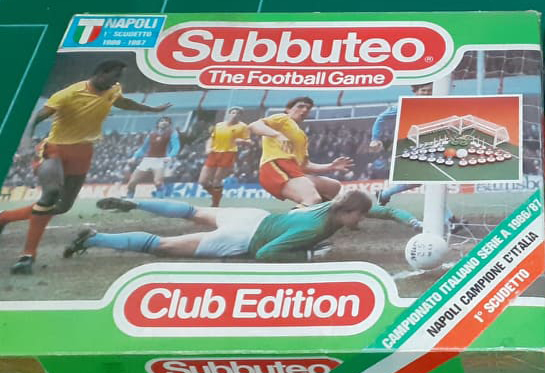 NAPOLI
1° SCUDETTO
1986 - 1987
Subbuteo®
The Football Game
CAMPIONATO ITALIANO SERIE A 1986/87
NAPOLI CAMPIONE D'ITALIA
1° SCUDETTO
Club Edition
Subbuteo